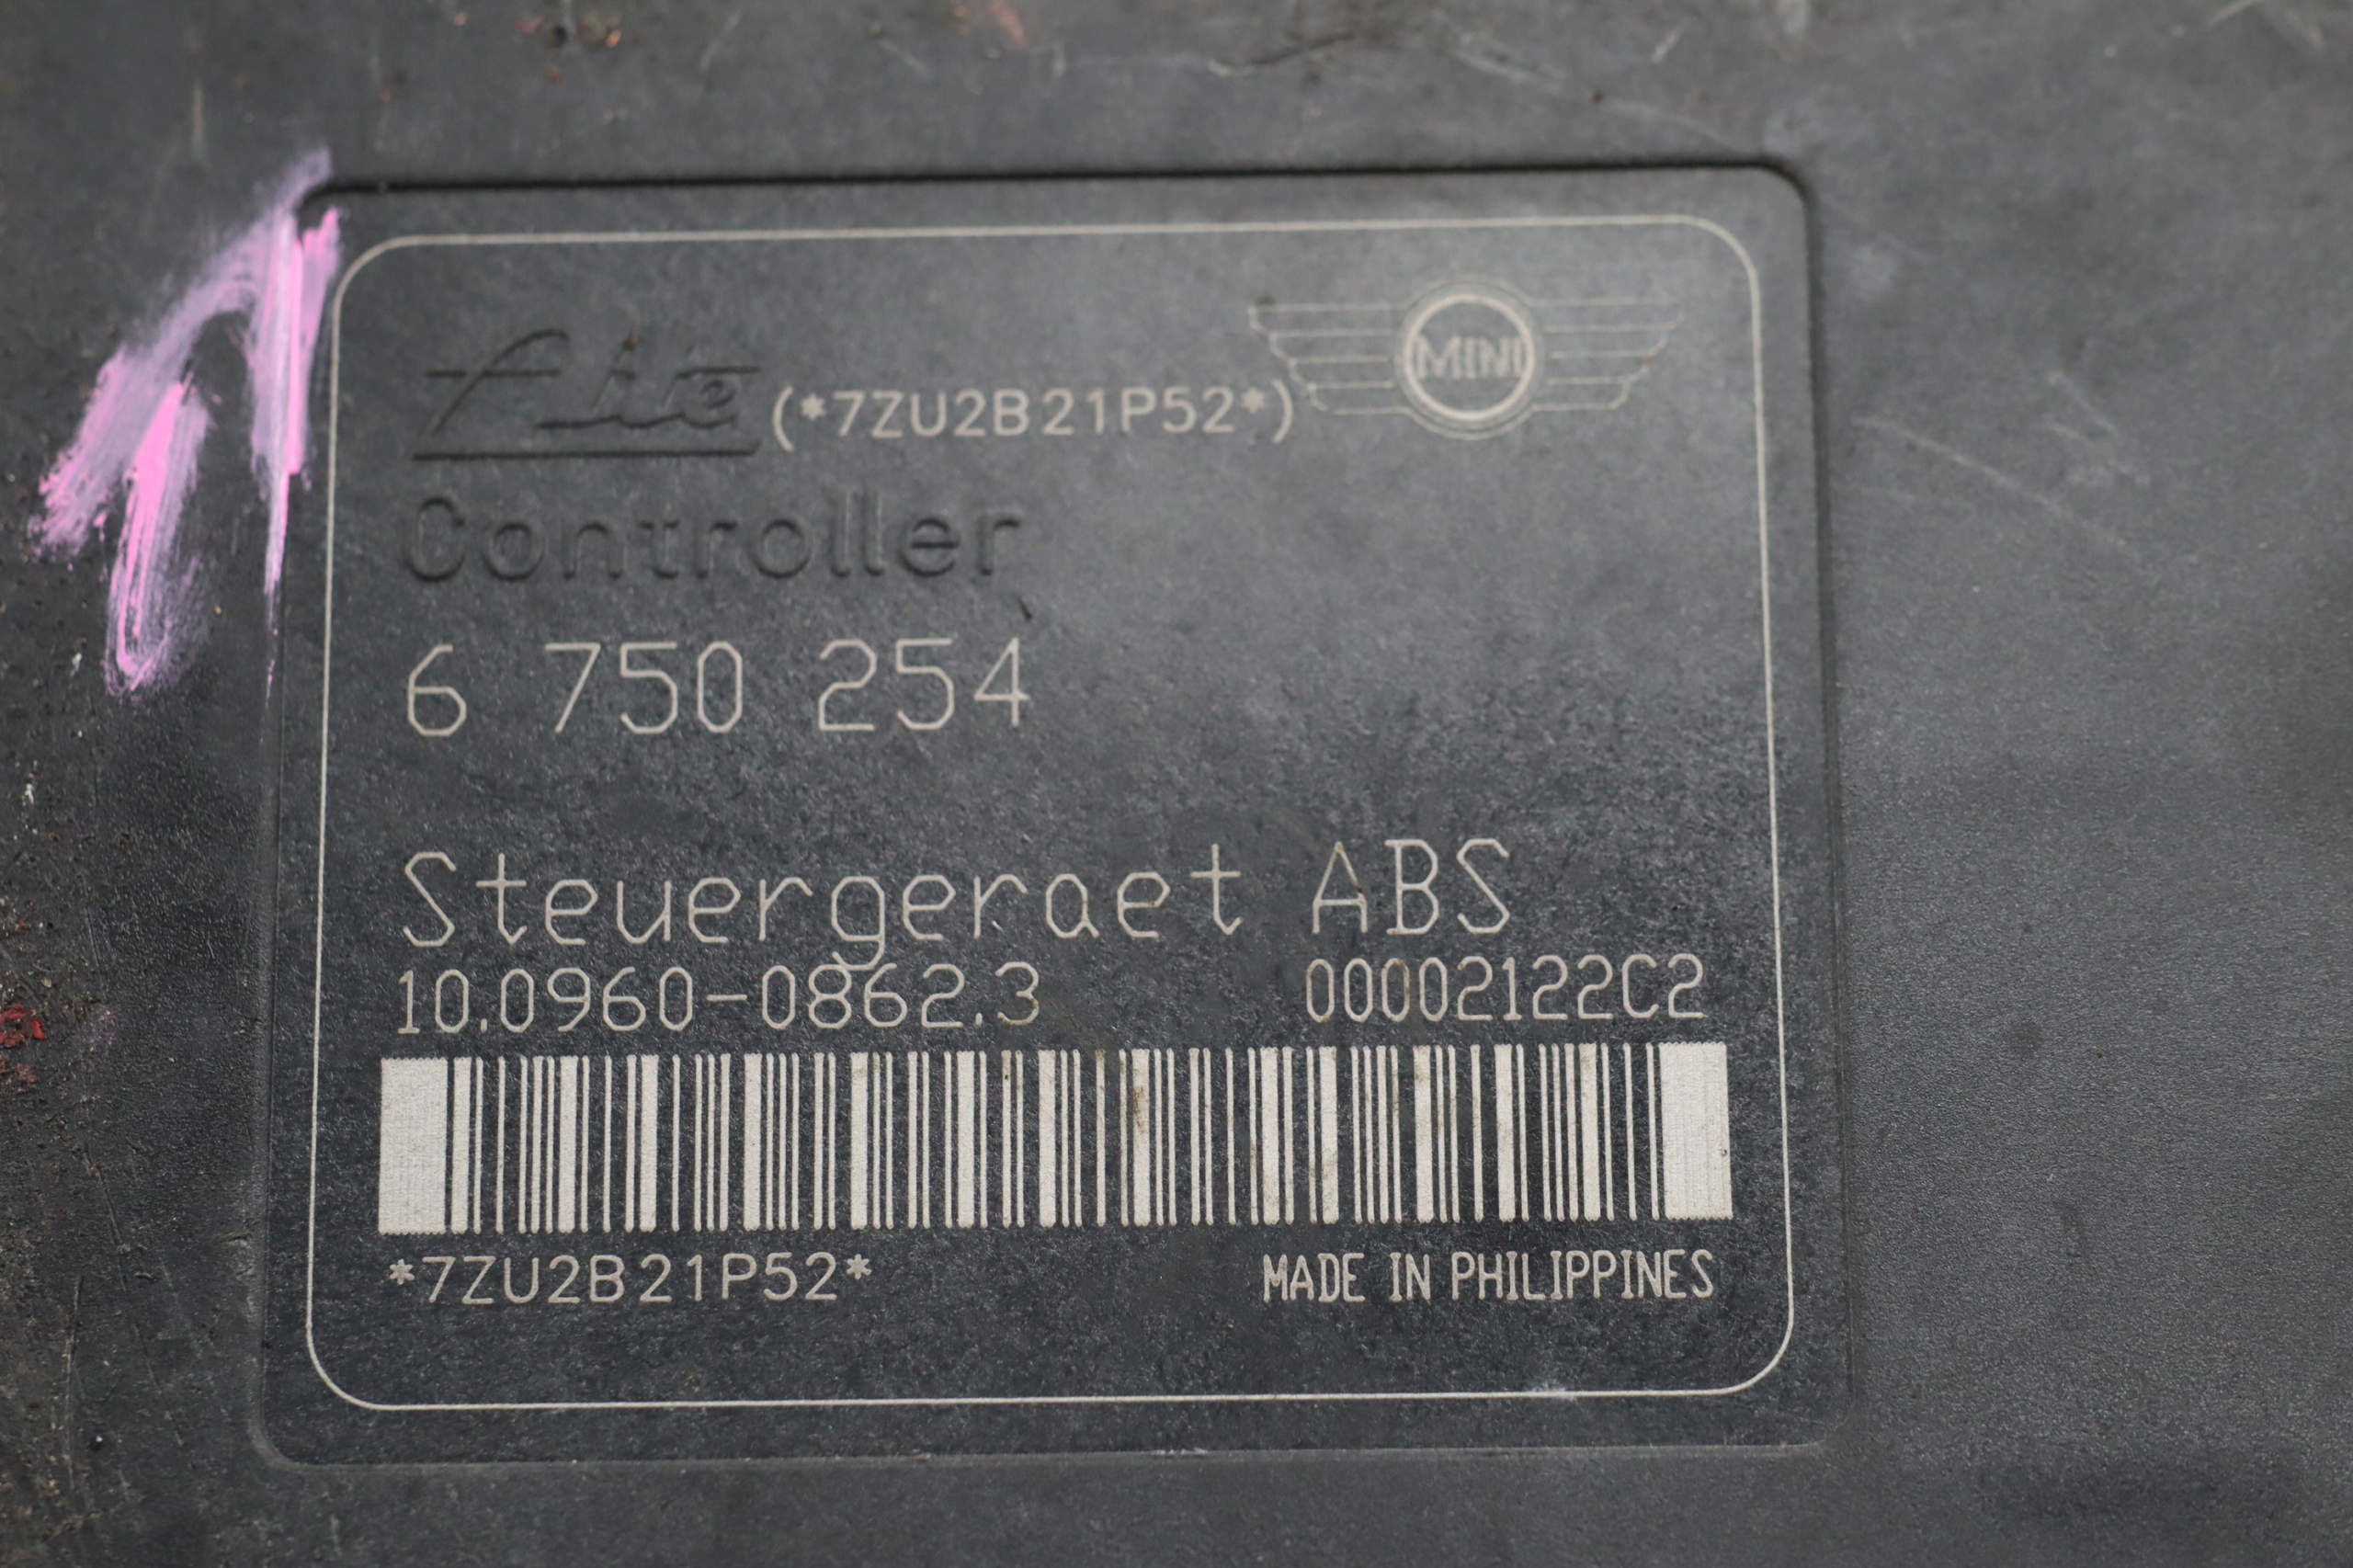 Ate (*7ZU2B21P52*) MINI
Controller
6 750 254
Steuergeraet ABS
10.0960-0862.3 00002122C2
*7ZU2B21P52* MADE IN PHILIPPINES